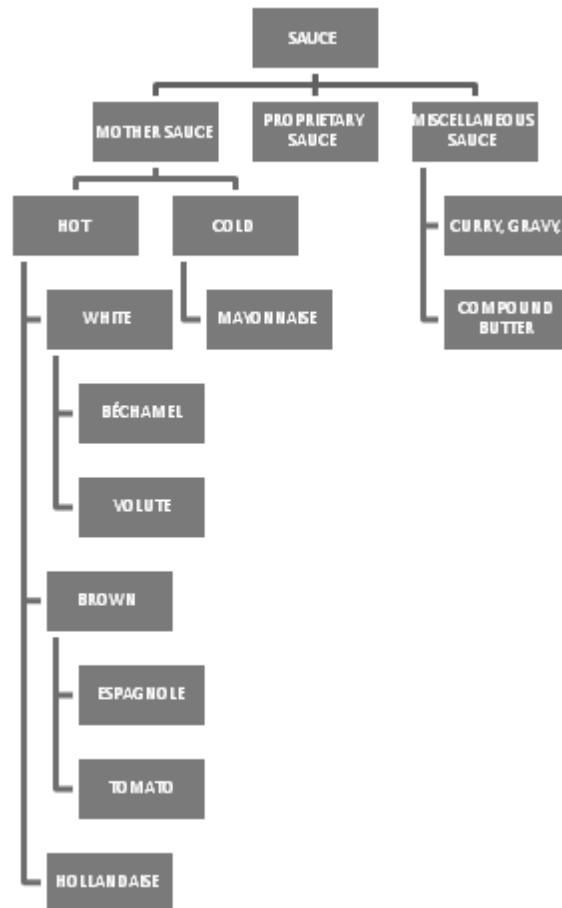 SAUCE
MOTHER SAUCE
PROPRIETARY
SAUCE
MISCELLANEOUS
SAUCE
HOT
COLD
CURRY, GRAVY,
WHITE
MAYONNAISE
COMPOUND
BUTTER
BÉCHAMEL
VOLUTE
BROWN
ESPAGNOLE
TOMATO
HOLLANDAISE